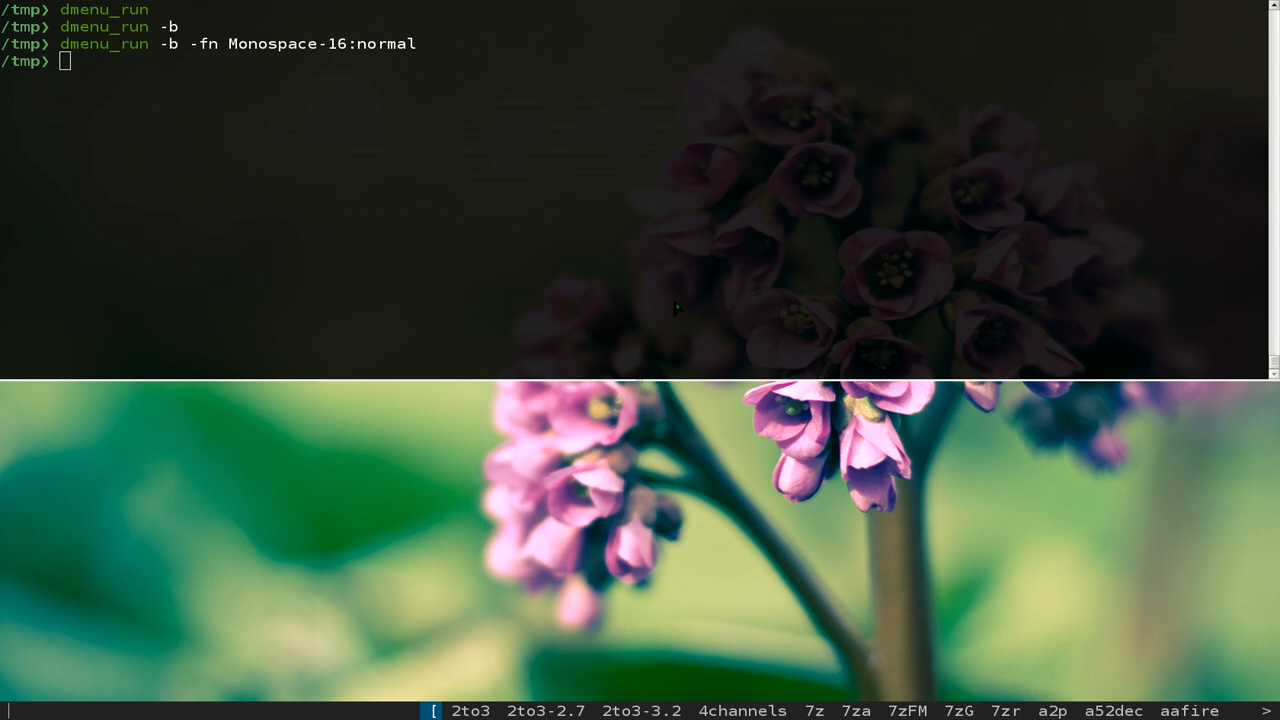 /tmp❯ dmenu_run
/tmp❯ dmenu_run -b
/tmp❯ dmenu_run -b -fn Monospace-16:normal
/tmp❯
[ 2to3 2to3-2.7 2to3-3.2 4channels 7z 7za 7zFM 7zG 7zr a2p a52dec aafire >